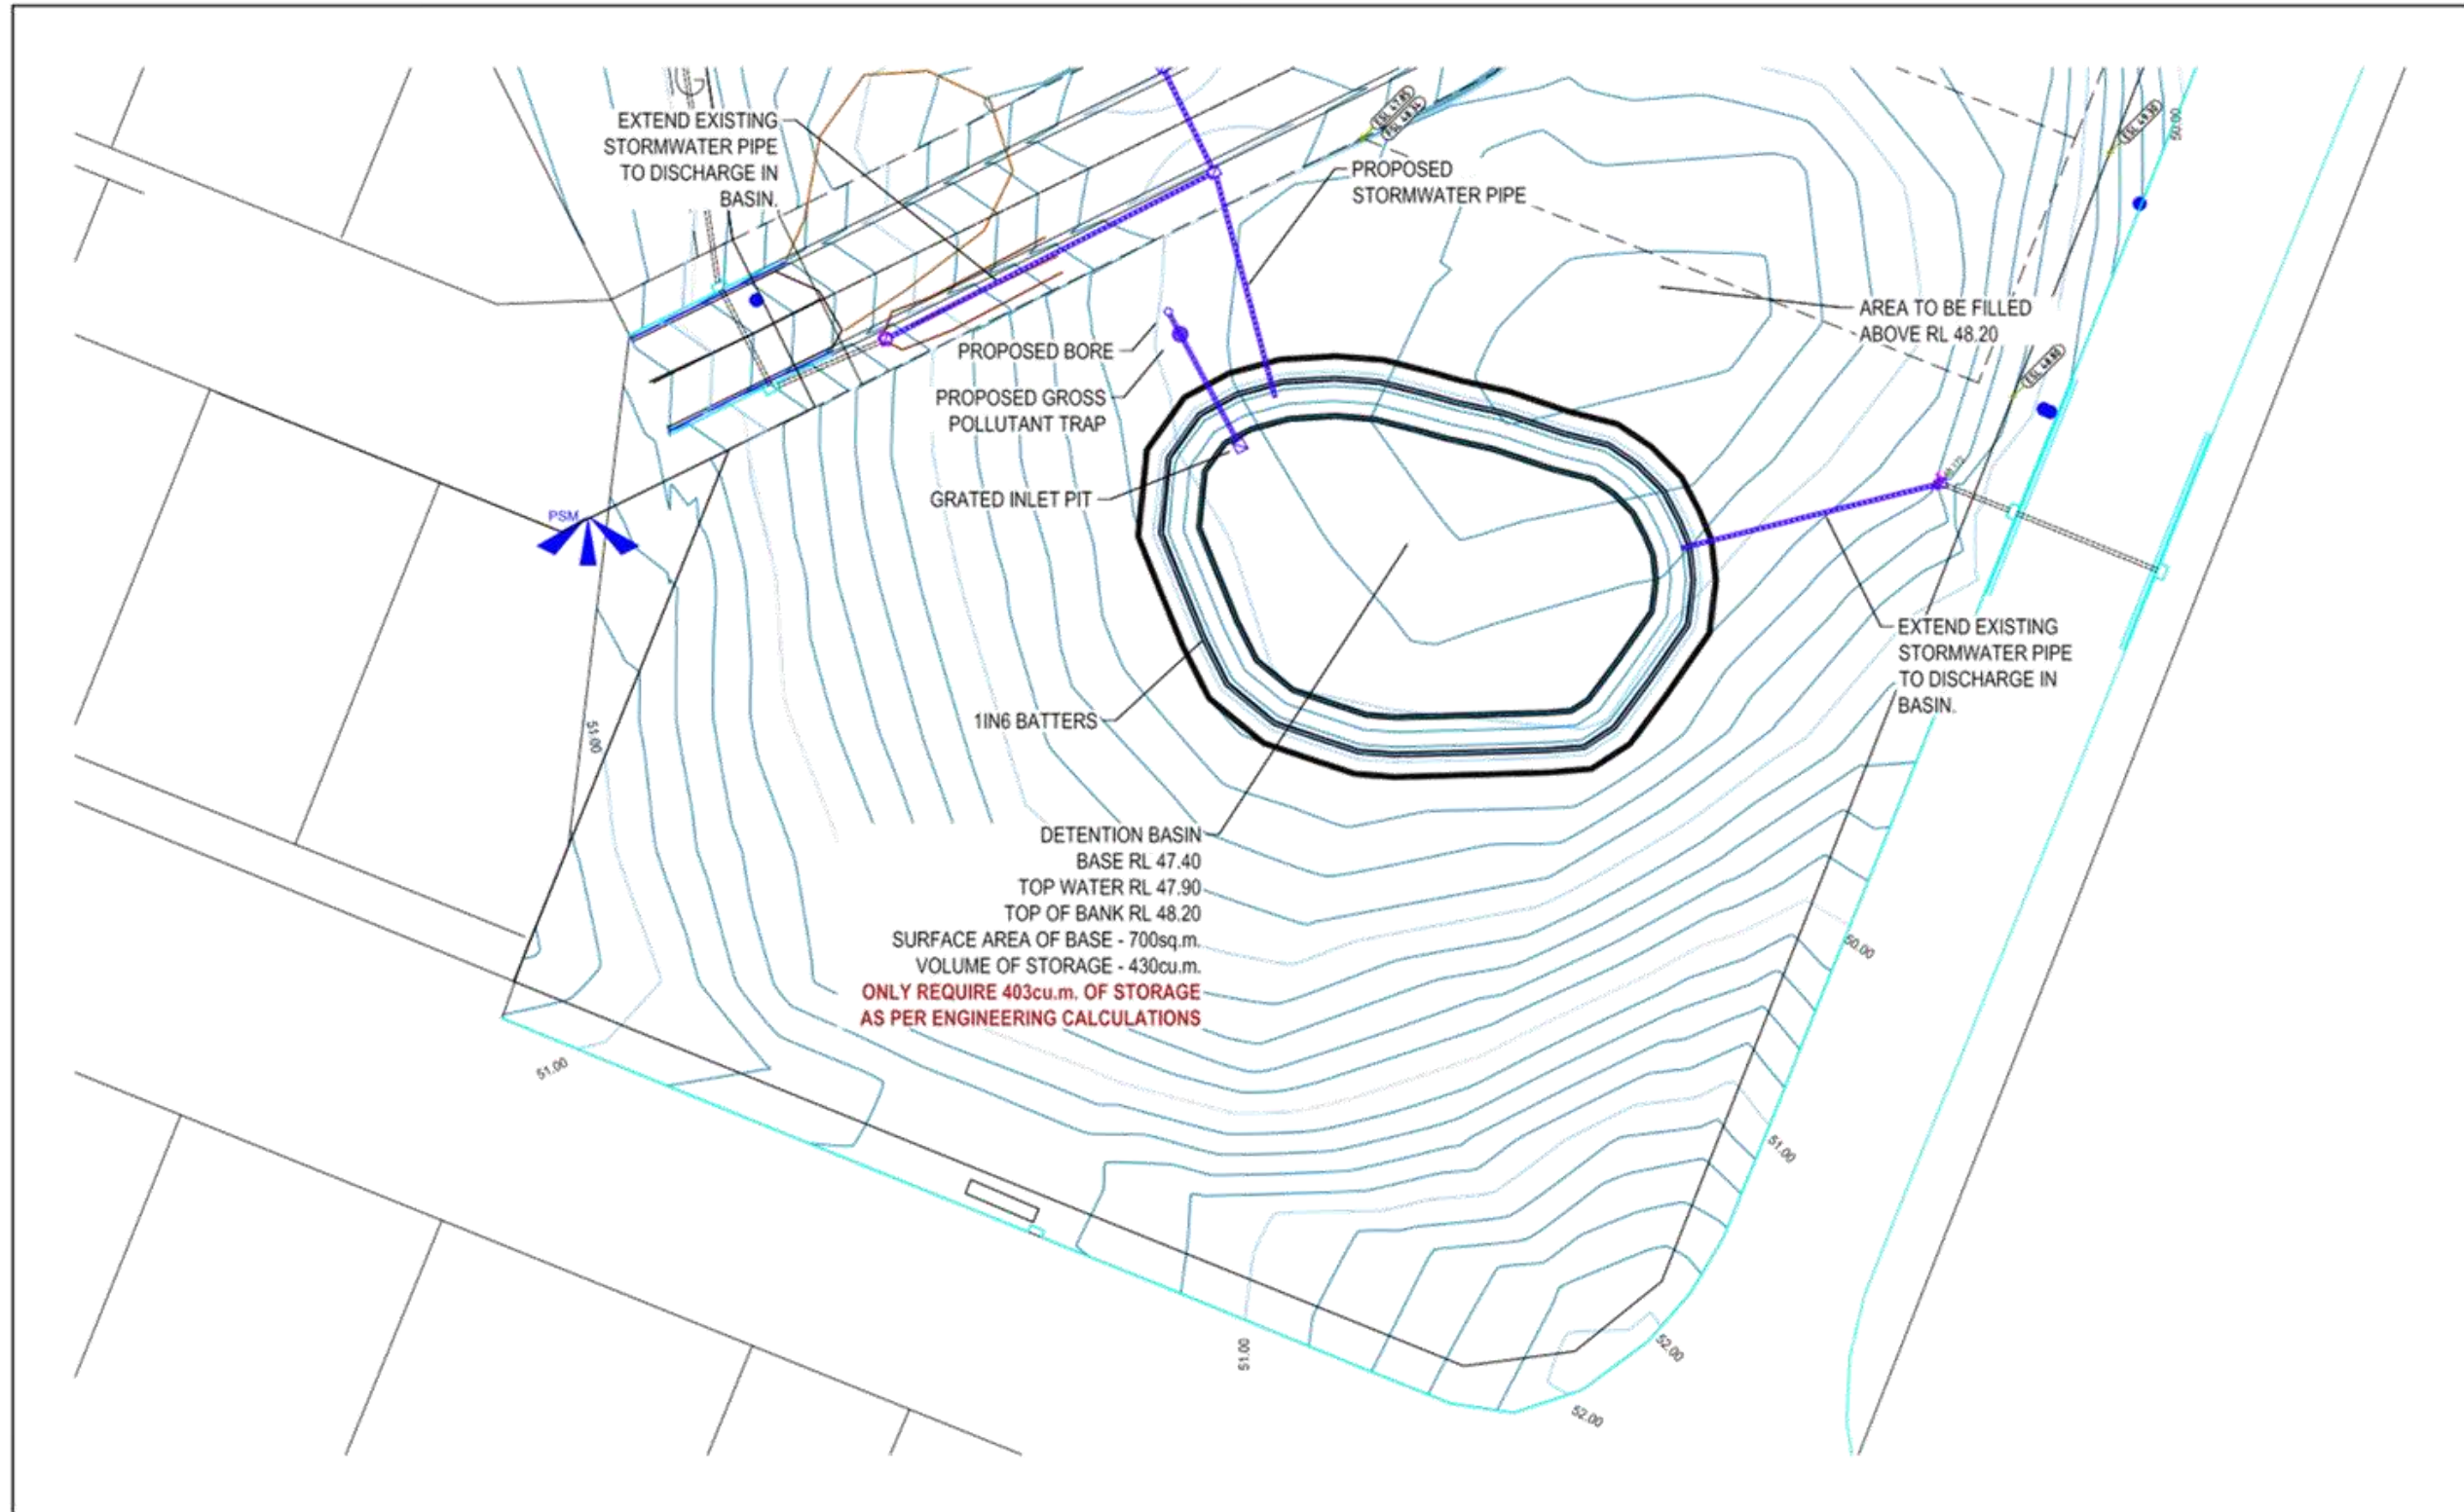 EXTEND EXISTING
STORMWATER PIPE
TO DISCHARGE IN
BASIN.
50.00
PROPOSED
STORMWATER PIPE
AREA TO BE FILLED
ABOVE RL 48.20
PROPOSED BORE
PROPOSED GROSS
POLLUTANT TRAP
GRATED INLET PIT
PSM
EXTEND EXISTING
STORMWATER PIPE
TO DISCHARGE IN
BASIN.
51.00
1IN6 BATTERS
DETENTION BASIN
BASE RL 47.40
TOP WATER RL 47.90
TOP OF BANK RL 48.20
SURFACE AREA OF BASE - 700sq.m.
VOLUME OF STORAGE - 430cu.m.
ONLY REQUIRE 403cu.m. OF STORAGE
AS PER ENGINEERING CALCULATIONS
50.00
51.00
51.00
51.00
52.00
52.00